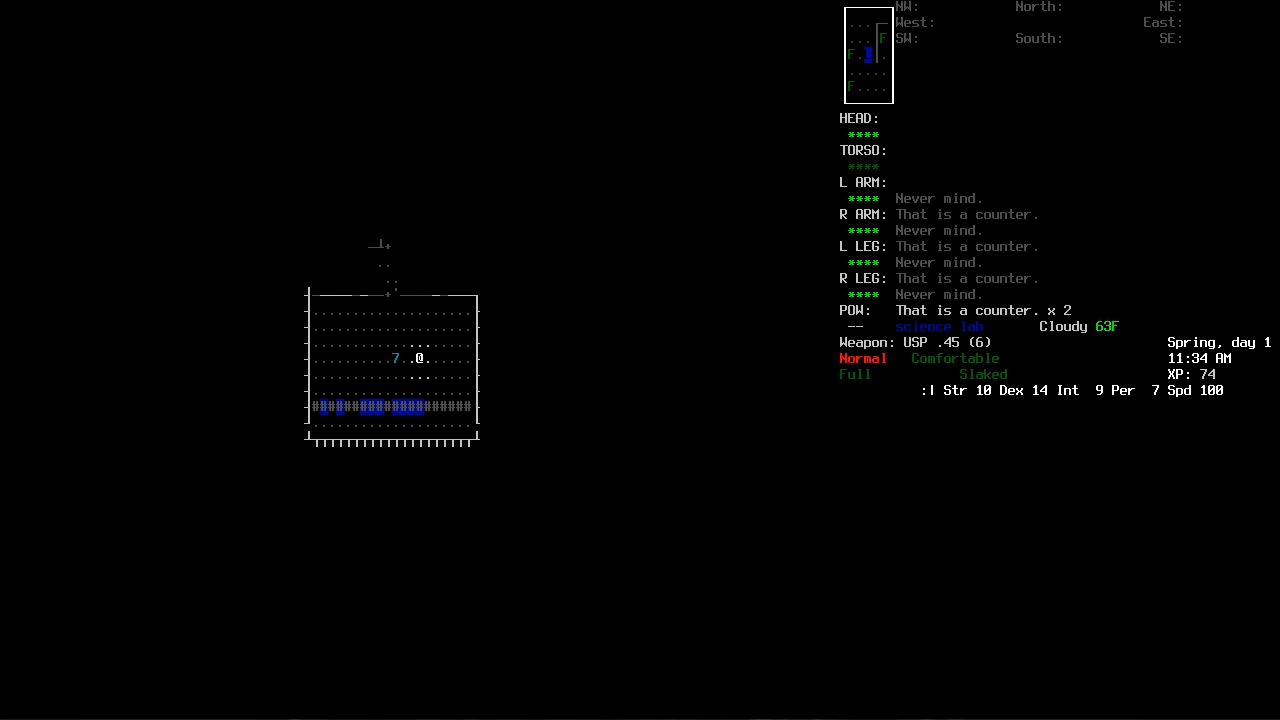 NW: North: NE:
West: East:
SW: South: SE:
HEAD:
****
TORSO:
****
L ARM:
**** Never mind.
R ARM: That is a counter.
**** Never mind.
L LEG: That is a counter.
**** Never mind.
R LEG: That is a counter.
**** Never mind.
POW: That is a counter. x 2
-- science lab Cloudy 63F
Weapon: USP .45 (6) Spring, day 1
Normal Comfortable 11:34 AM
Full Slaked XP: 74
:| Str 10 Dex 14 Int 9 Per 7 Spd 100